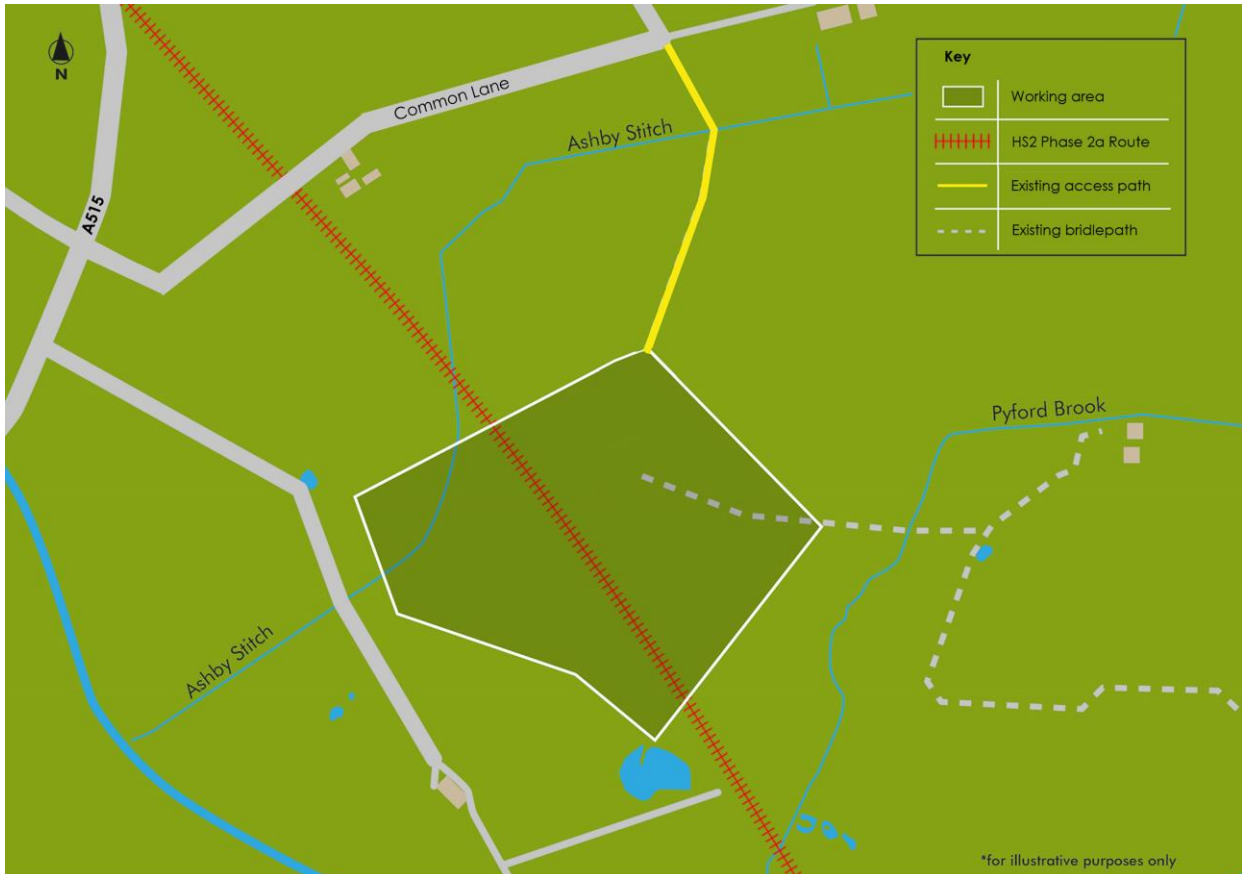 N
Common Lane
Ashby Stitch
A515
Key
Working area
HS2 Phase 2a Route
Existing access path
Existing bridlepath
Pyford Brook
Ashby Stitch
*for illustrative purposes only